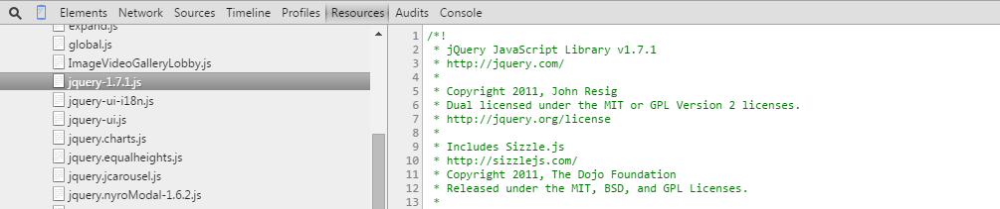 Elements Network Sources Timeline Profiles Resources Audits Console
expand.js
global.js
ImageVideoGalleryLobby.js
jquery-1.7.1.js
jquery-ui-i18n.js
jquery-ui.js
jquery.charts.js
jquery.equalheights.js
jquery.jcarousel.js
jquery.nyroModal-1.6.2.js
1 /*!
2 * jQuery JavaScript Library v1.7.1
3 * http://jquery.com/
4 *
5 * Copyright 2011, John Resig
6 * Dual licensed under the MIT or GPL Version 2 licenses.
7 * http://jquery.org/license
8 *
9 * Includes Sizzle.js
10 * http://sizzlejs.com/
11 * Copyright 2011, The Dojo Foundation
12 * Released under the MIT, BSD, and GPL Licenses.
13 *